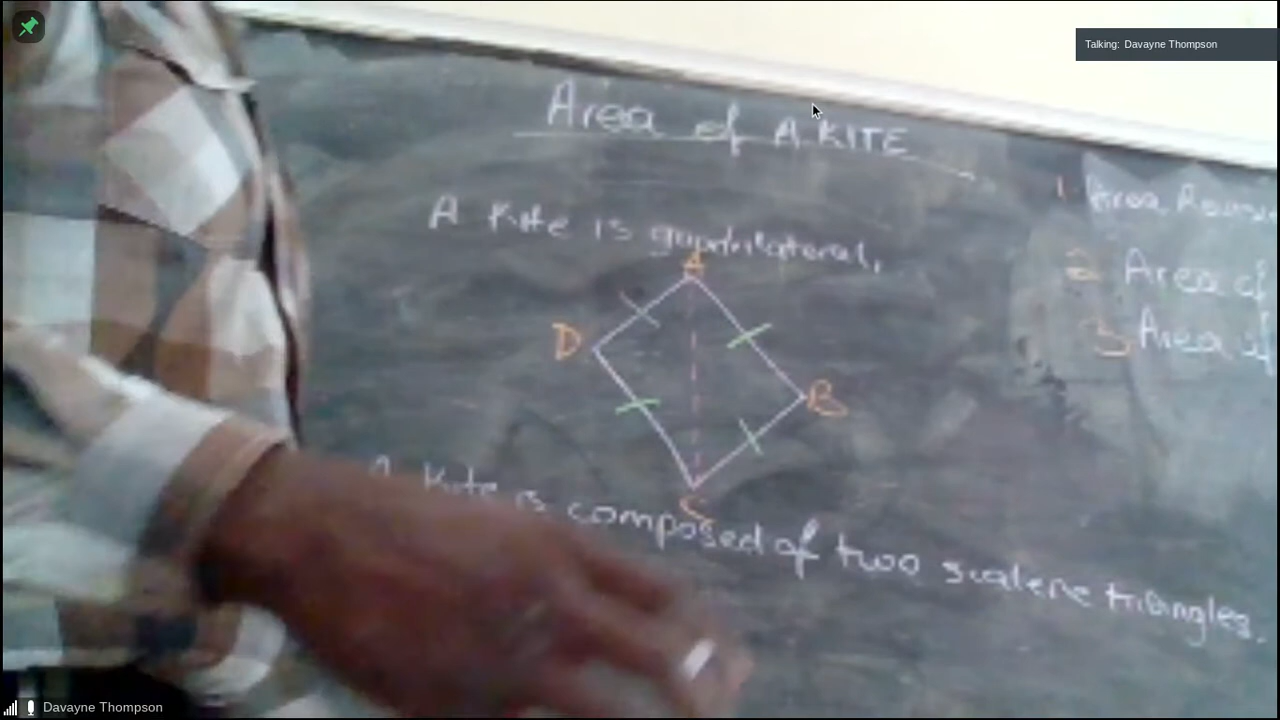 Talking: Davayne Thompson
Area of A KITE
A Kite is quadrilateral,
A
D
B
C
A Kite is composed of two scalene triangles.
1. Area
2 Area of
3. Area of
Davayne Thompson